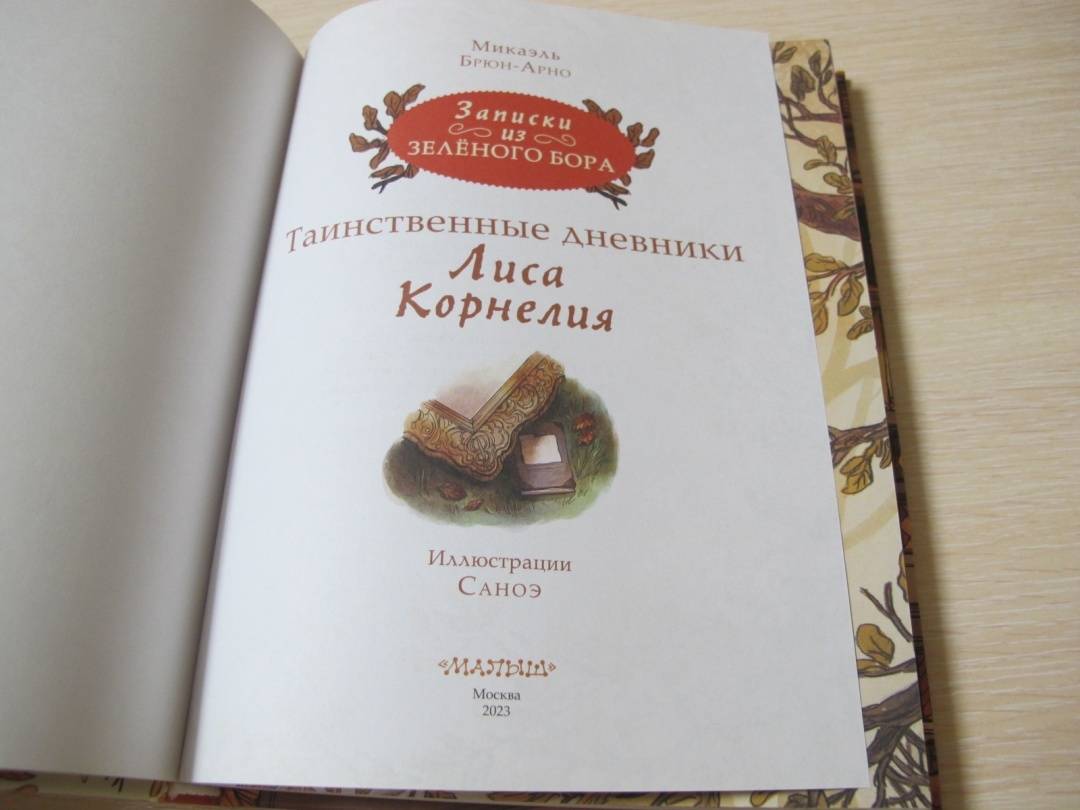 Микаэль
Брюн-Арно
Записки
из
ЗЕЛЁНОГО БОРА
Таинственные дневники
Лиса
Корнелия
Иллюстрации
Саноэ
«МАЛЫШ»
Москва
2023